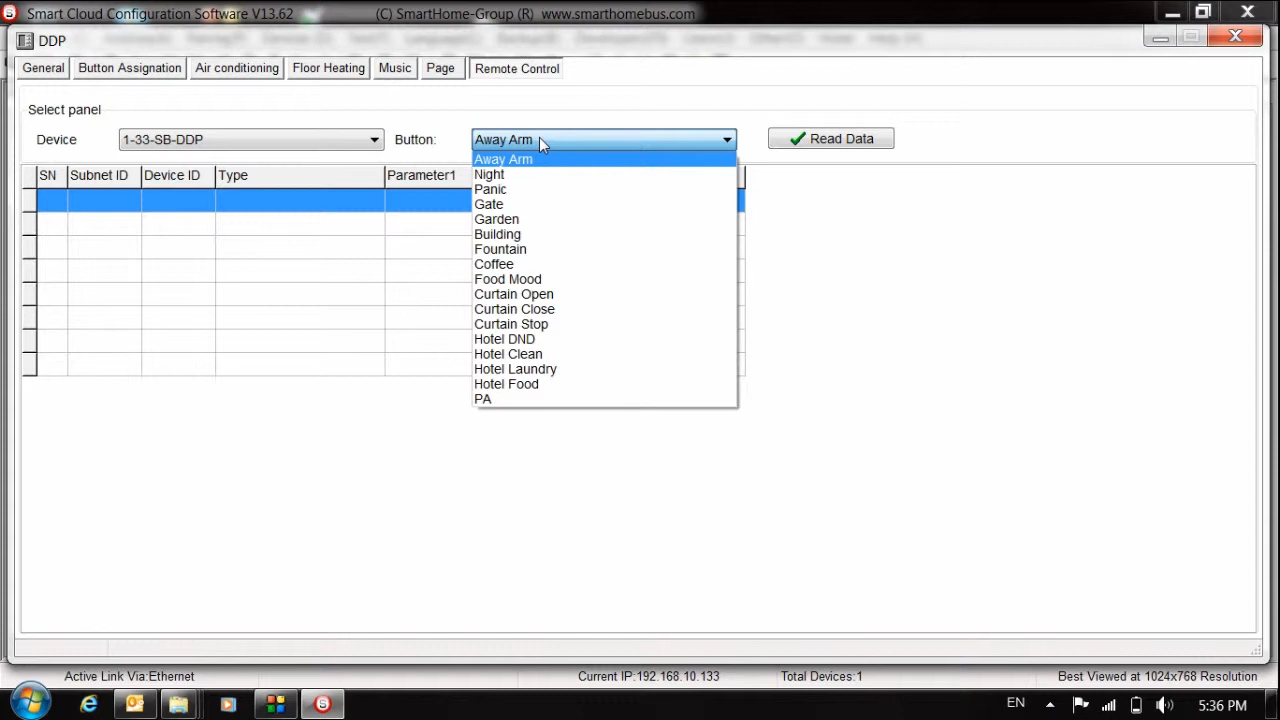 Smart Cloud Configuration Software V13.62 (C) SmartHome-Group (R) www.smarthomebus.com
DDP
General Button Assignation Air conditioning Floor Heating Music Page Remote Control
Select panel
Device 1-33-SB-DDP Button: Away Arm Read Data
SN Subnet ID Device ID Type Parameter1
Away Arm
Night
Panic
Gate
Garden
Building
Fountain
Coffee
Food Mood
Curtain Open
Curtain Close
Curtain Stop
Hotel DND
Hotel Clean
Hotel Laundry
Hotel Food
PA
Active Link Via:Ethernet Current IP:192.168.10.133 Total Devices:1 Best Viewed at 1024x768 Resolution
EN 5:36 PM